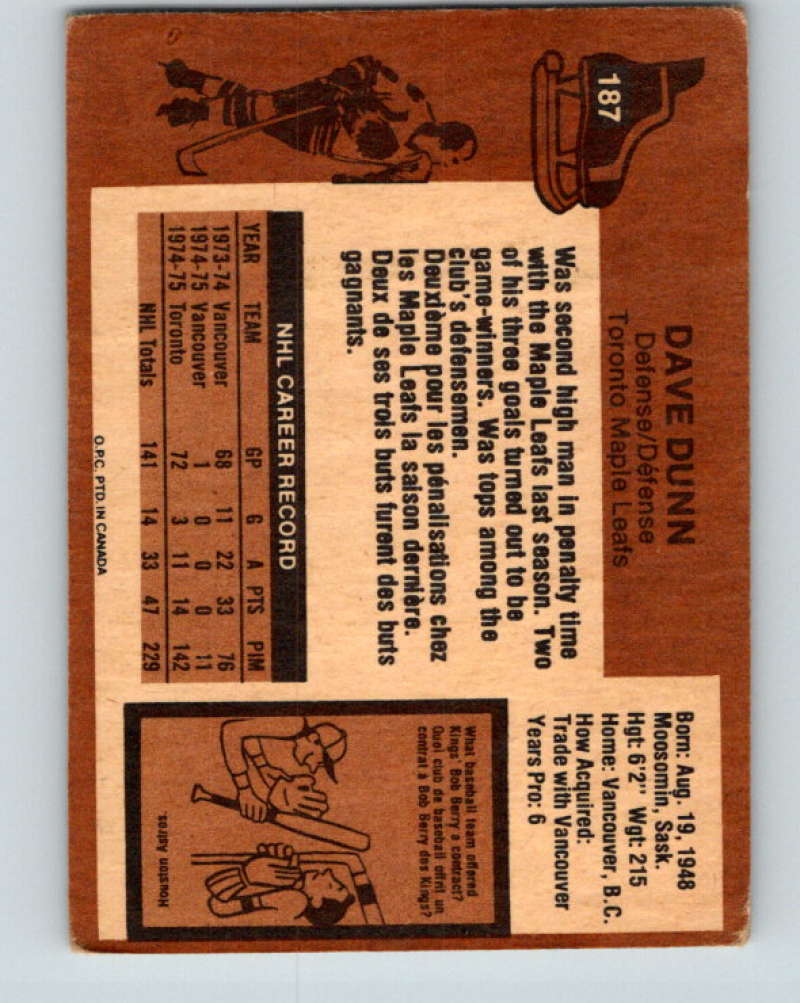 187
DAVE DUNN
Defense/Défense
Toronto Maple Leafs
Born: Aug. 19, 1948
Moosomin, Sask.
Hgt: 6'2" Wgt: 215
Home: Vancouver, B.C.
How Acquired:
Trade with Vancouver
Years Pro: 6
Was second high man in penalty time
with the Maple Leafs last season. Two
of his three goals turned out to be
game-winners. Was tops among the
club's defensemen.
Deuxième pour les pénalisations chez
les Maple Leafs la saison dernière.
Deux de ses trois buts furent des buts
gagnants.
NHL CAREER RECORD
YEAR TEAM GP G A PTS PIM
1973-74 Vancouver 68 11 22 33 76
1974-75 Vancouver 1 0 0 0 11
1974-75 Toronto 72 3 11 14 142
NHL Totals 141 14 33 47 229
What baseball team offered
Kings' Bob Berry a contract?
Quel club de baseball offrit un
contrat à Bob Berry des Kings?
Houston Astros.
O.P.C. PTD. IN CANADA